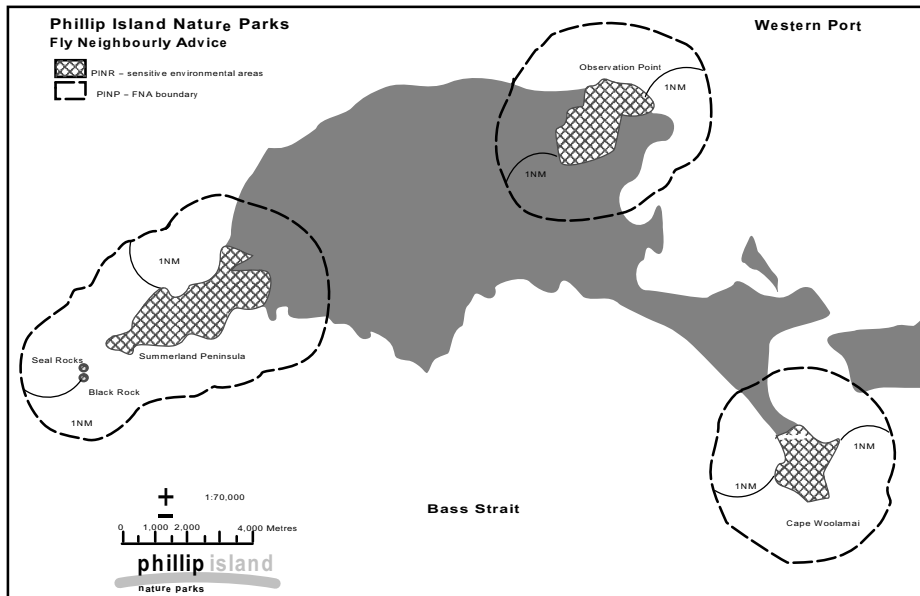 Phillip Island Nature Parks
Fly Neighbourly Advice
PINR – sensitive environmental areas
PINP – FNA boundary
Western Port
Observation Point
1NM
1NM
1NM
Summerland Peninsula
Seal Rocks
Black Rock
1NM
1NM
1NM
Cape Woolamai
Bass Strait
1:70,000
0 1,000 2,000 4,000 Metres
phillip island
nature parks